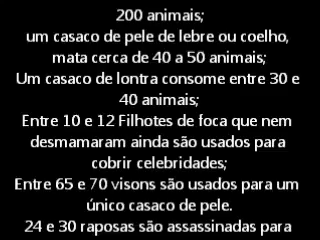 200 animais;
um casaco de pele de lebre ou coelho,
mata cerca de 40 a 50 animais;
Um casaco de lontra consome entre 30 e
40 animais;
Entre 10 e 12 Filhotes de foca que nem
desmamaram ainda são usados para
cobrir celebridades;
Entre 65 e 70 visons são usados para um
único casaco de pele.
24 e 30 raposas são assassinadas para